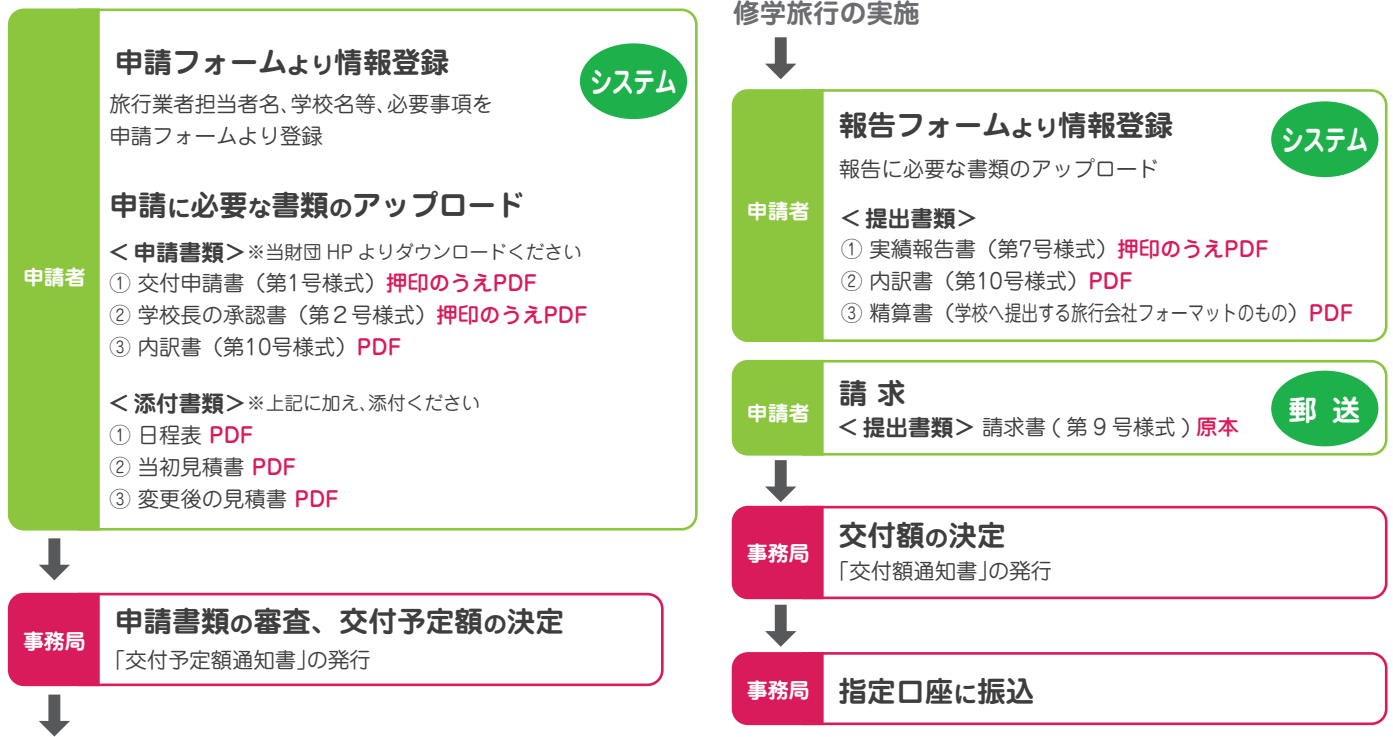 申請者
申請フォームより情報登録
システム
旅行業者担当者名、学校名等、必要事項を
申請フォームより登録
申請に必要な書類のアップロード
＜申請書類＞※当財団 HP よりダウンロードください
① 交付申請書（第1号様式）押印のうえPDF
② 学校長の承認書（第２号様式）押印のうえPDF
③ 内訳書（第10号様式）PDF
＜添付書類＞※上記に加え、添付ください
① 日程表 PDF
② 当初見積書 PDF
③ 変更後の見積書 PDF
事務局
申請書類の審査、交付予定額の決定
「交付予定額通知書」の発行
修学旅行の実施
申請者
報告フォームより情報登録
システム
報告に必要な書類のアップロード
＜提出書類＞
① 実績報告書（第7号様式）押印のうえPDF
② 内訳書（第10号様式）PDF
③ 精算書（学校へ提出する旅行会社フォーマットのもの）PDF
申請者
請 求
郵 送
＜提出書類＞ 請求書 ( 第 9 号様式 ) 原本
事務局
交付額の決定
「交付額通知書」の発行
事務局
指定口座に振込